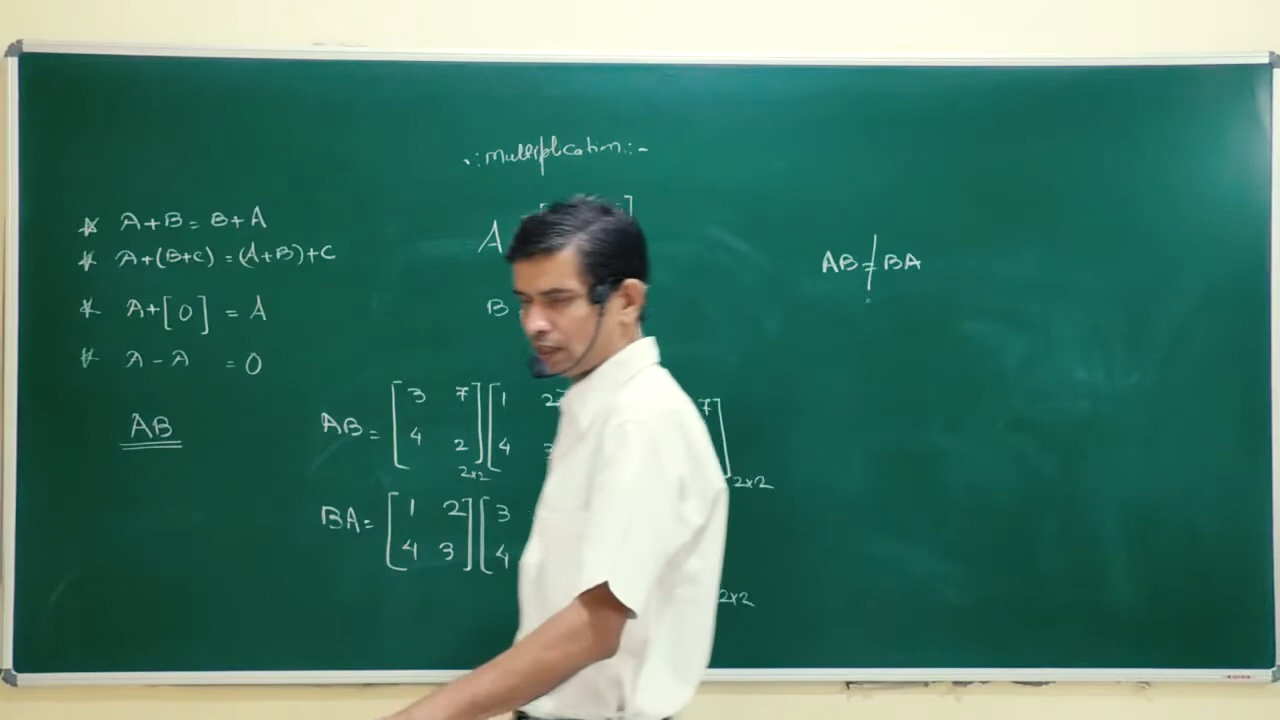 ∴ Multiplication :-
* A+B = B+A
* A+(B+C) = (A+B)+C
* A+[0] = A
* A-A = 0
AB
A
B
AB ≠ BA
AB = [3 7 [1 2 7]
4 2]2x2 4 2x2
BA = [1 2] [3
4 3] 4 2x2